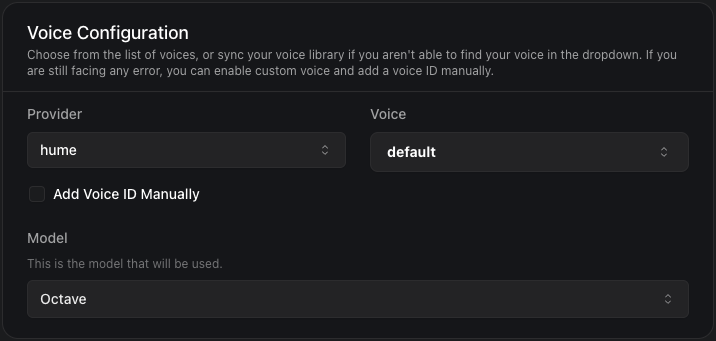 Voice Configuration
Choose from the list of voices, or sync your voice library if you aren't able to find your voice in the dropdown. If you
are still facing any error, you can enable custom voice and add a voice ID manually.
Provider
Voice
hume
default
Add Voice ID Manually
Model
This is the model that will be used.
Octave